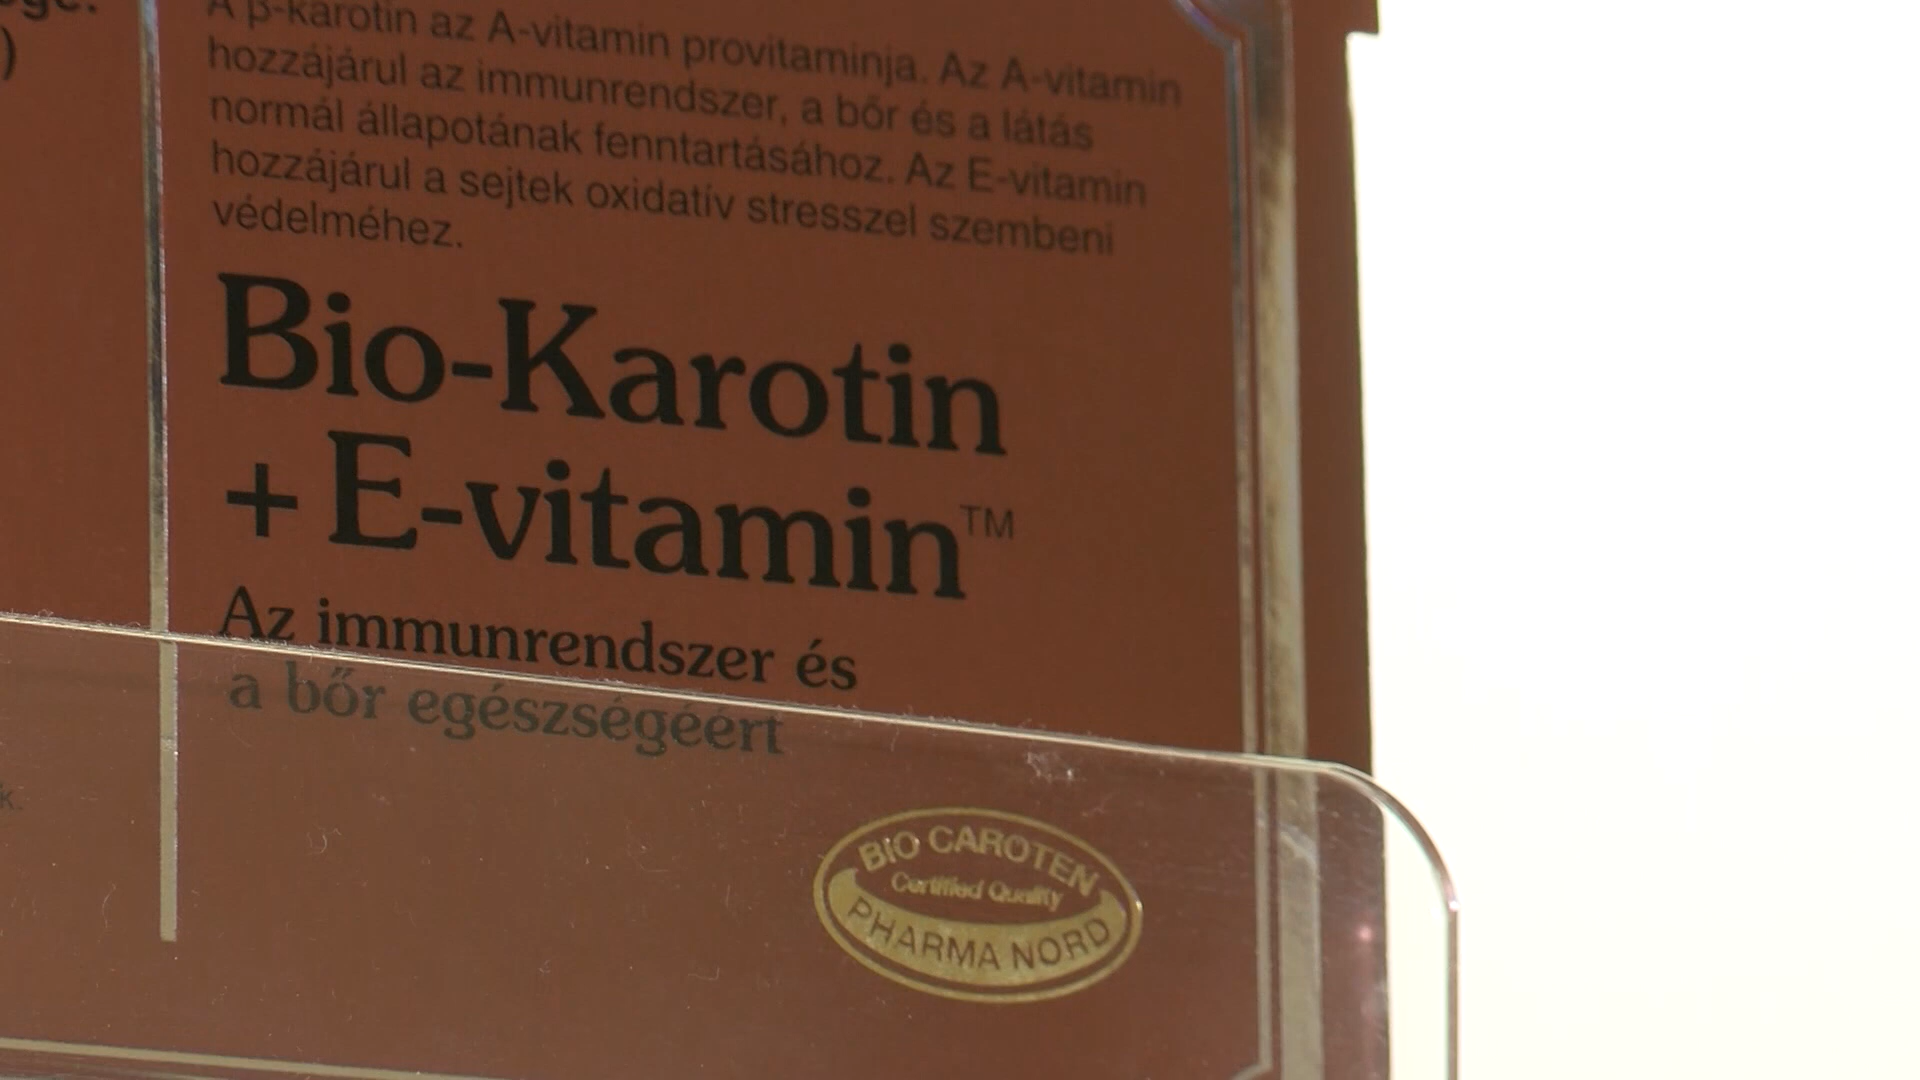 A β-karotin az A-vitamin provitaminja. Az A-vitamin
hozzájárul az immunrendszer, a bőr és a látás
normál állapotának fenntartásához. Az E-vitamin
hozzájárul a sejtek oxidatív stresszel szembeni
védelméhez.
Bio-Karotin
+ E-vitamin™
Az immunrendszer és
a bőr egészségéért
BIO CAROTEN
Certified Quality
PHARMA NORD